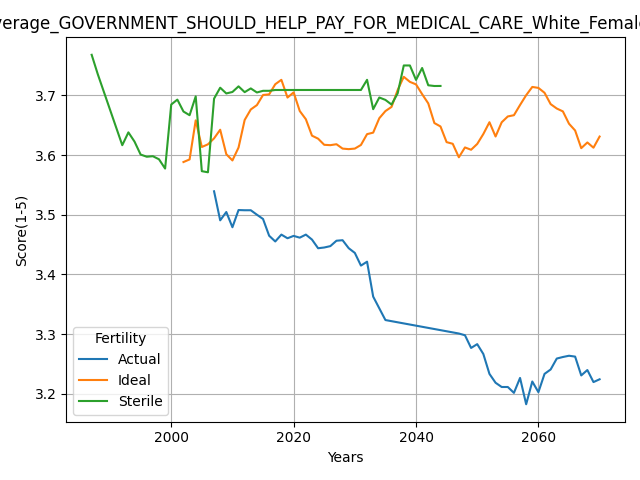 verage_GOVERNMENT_SHOULD_HELP_PAY_FOR_MEDICAL_CARE_White_Female
3.7
3.6
3.5
3.4
3.3
3.2
Score(1-5)
Fertility
Actual
Ideal
Sterile
2000
2020
2040
2060
Years